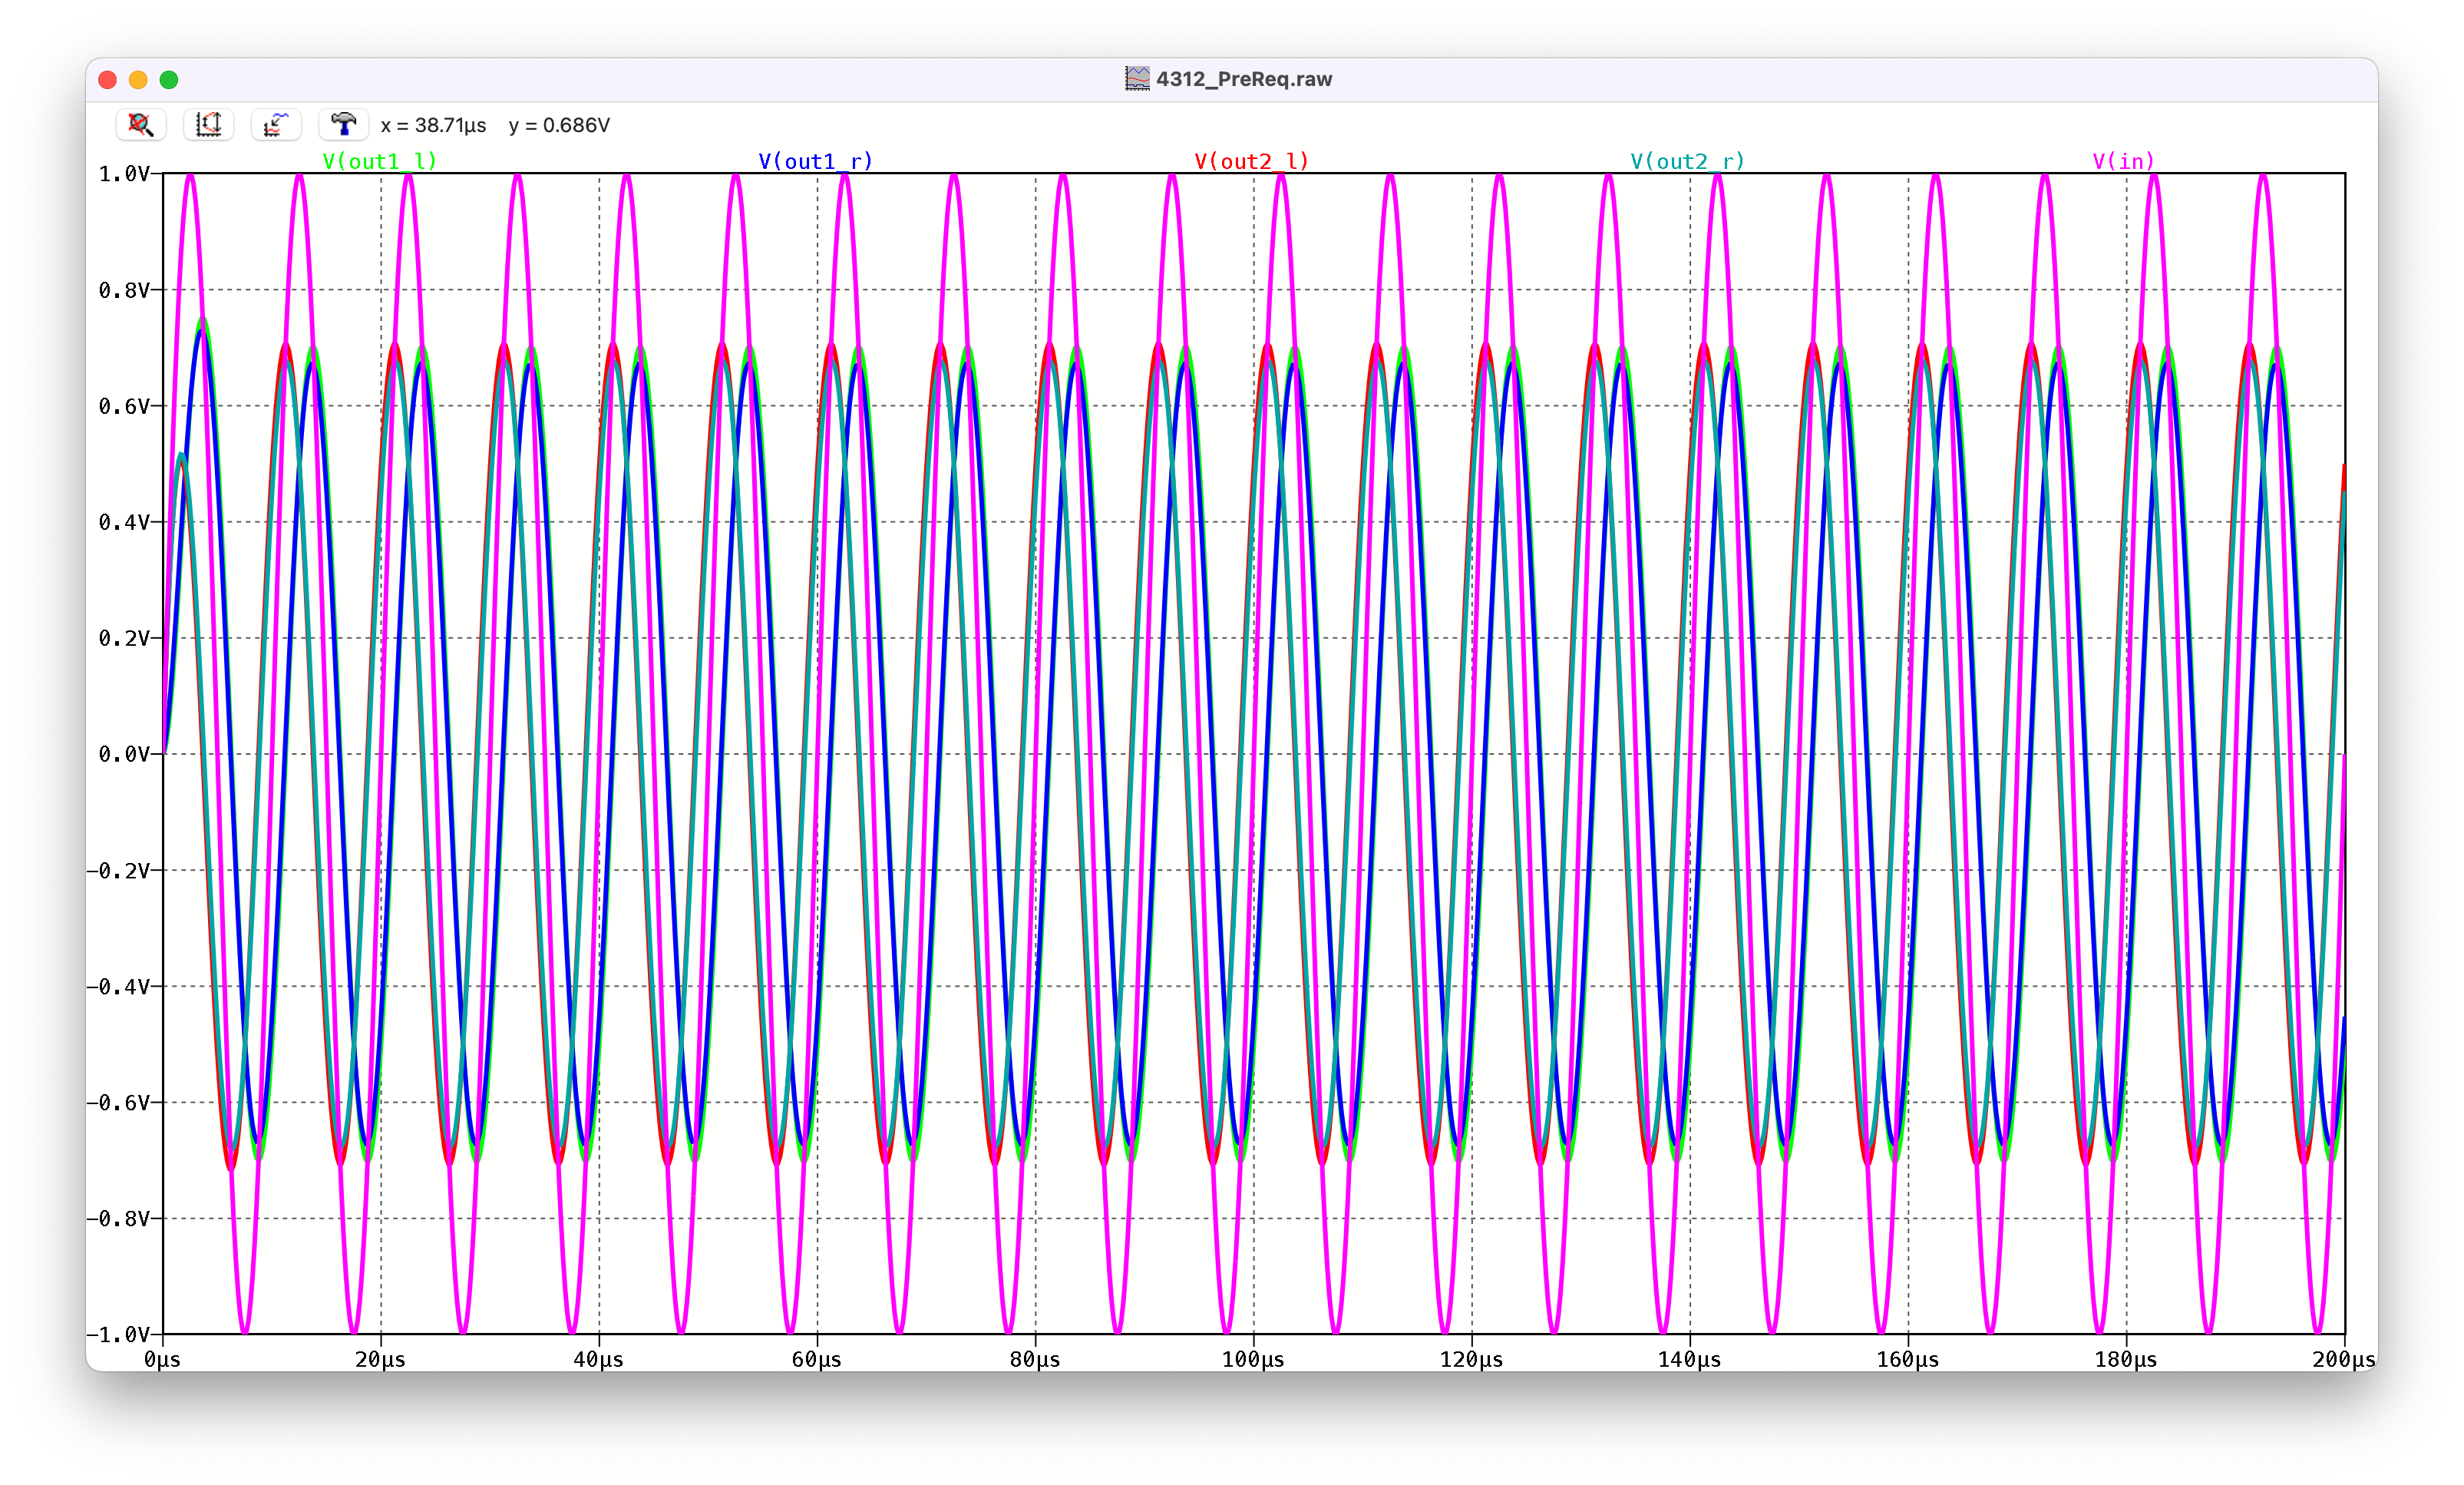 4312_PreReq.raw
x = 38.71µs y = 0.686V
V(out1_l) V(out1_r) V(out2_l) V(out2_r) V(in)
1.0V
0.8V
0.6V
0.4V
0.2V
0.0V
-0.2V
-0.4V
-0.6V
-0.8V
-1.0V
0µs 20µs 40µs 60µs 80µs 100µs 120µs 140µs 160µs 180µs 200µs